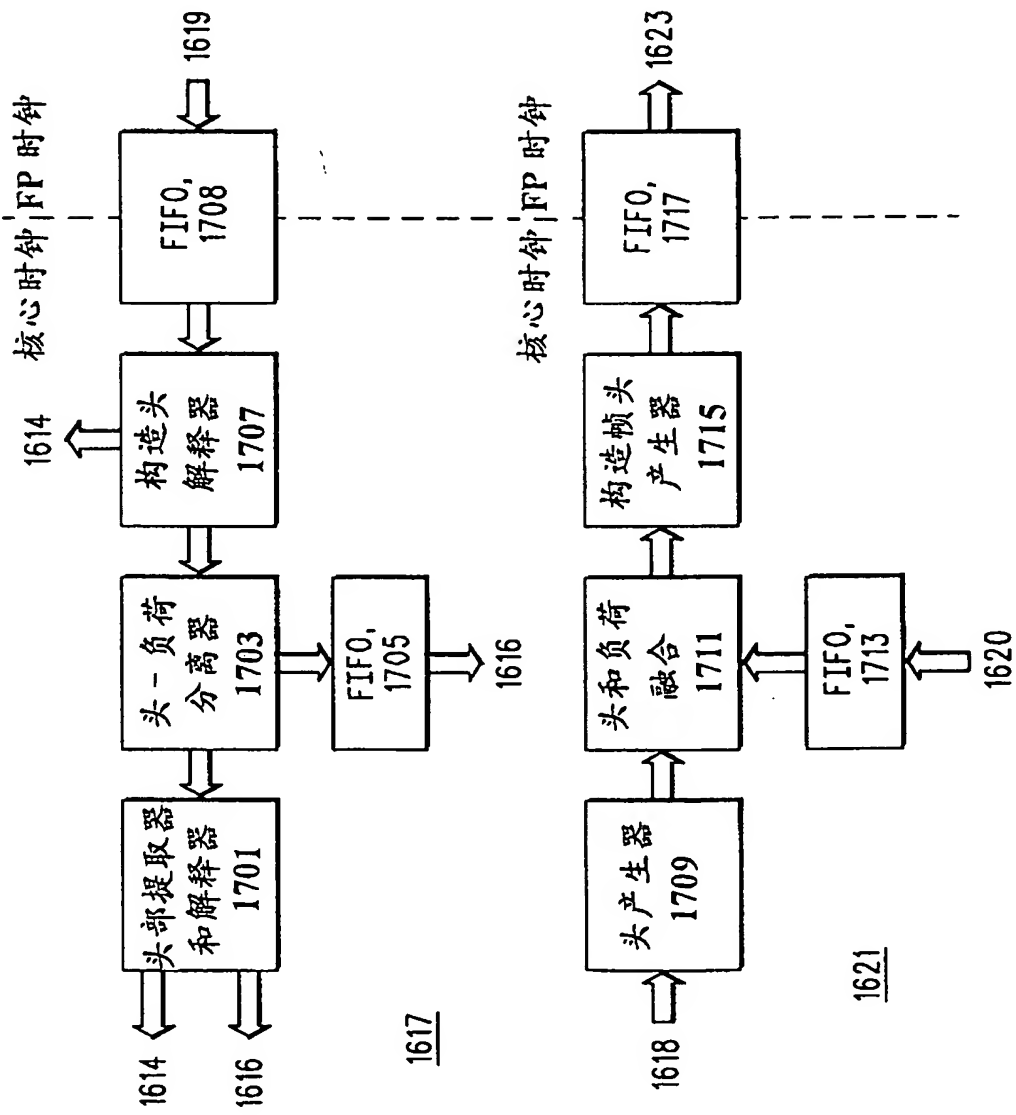 1614
1616
头部提取器
和解释器
1701
头－负荷
分离器
1703
FIFO,
1705
1616
1614
构造头
解释器
1707
核心时钟
FP 时钟
FIFO,
1708
1619
1617
1618
头产生器
1709
头和负荷
融合
1711
FIFO,
1713
1620
构造帧头
产生器
1715
核心时钟
FP 时钟
FIFO,
1717
1623
1621